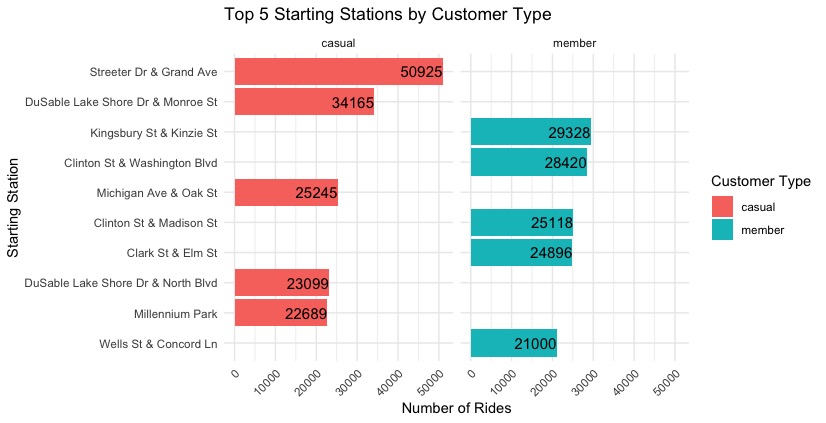 Top 5 Starting Stations by Customer Type
casual
member
Starting Station
Streeter Dr & Grand Ave
50925
DuSable Lake Shore Dr & Monroe St
34165
Kingsbury St & Kinzie St
29328
Clinton St & Washington Blvd
28420
Michigan Ave & Oak St
25245
Clinton St & Madison St
25118
Clark St & Elm St
24896
DuSable Lake Shore Dr & North Blvd
23099
Millennium Park
22689
Wells St & Concord Ln
21000
0 10000 20000 30000 40000 50000
0 10000 20000 30000 40000 50000
Number of Rides
Customer Type
casual
member